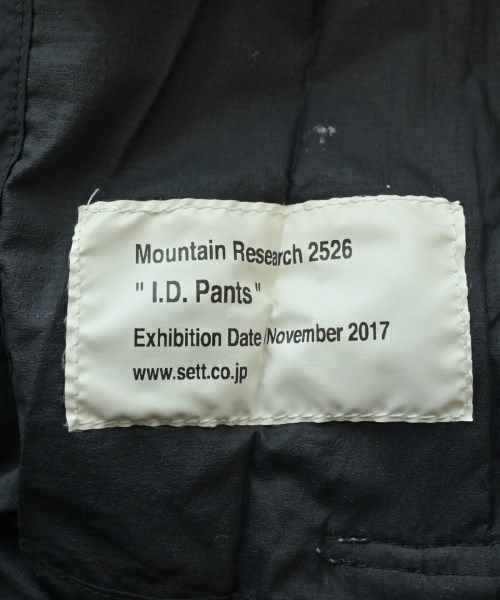 Mountain Research 2526
" I.D. Pants"
Exhibition Date/November 2017
www.sett.co.jp